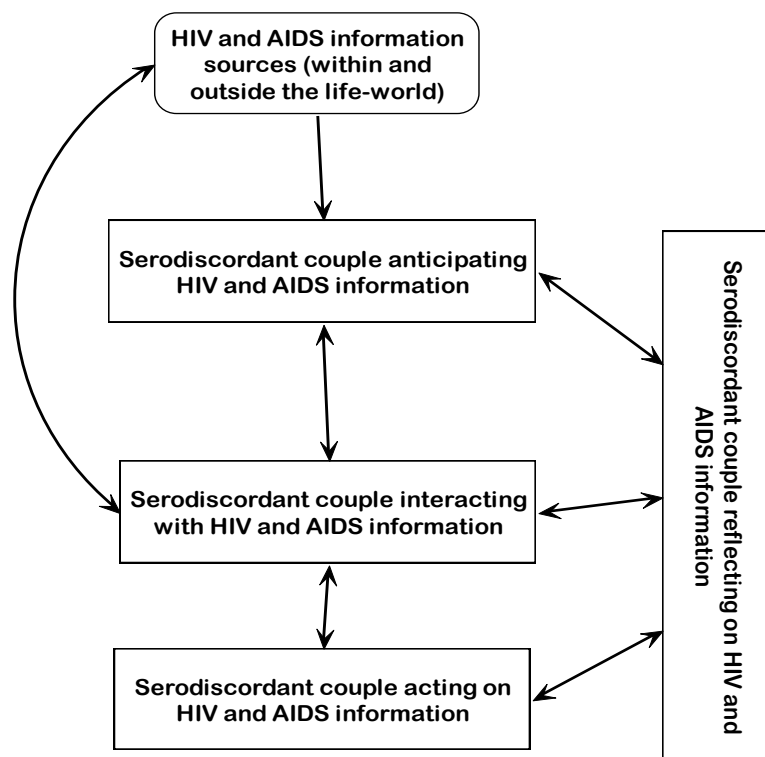 HIV and AIDS information
sources (within and
outside the life-world)
Serodiscordant couple anticipating
HIV and AIDS information
Serodiscordant couple interacting
with HIV and AIDS information
Serodiscordant couple acting on
HIV and AIDS information
Serodiscordant couple reflecting on HIV and
AIDS information